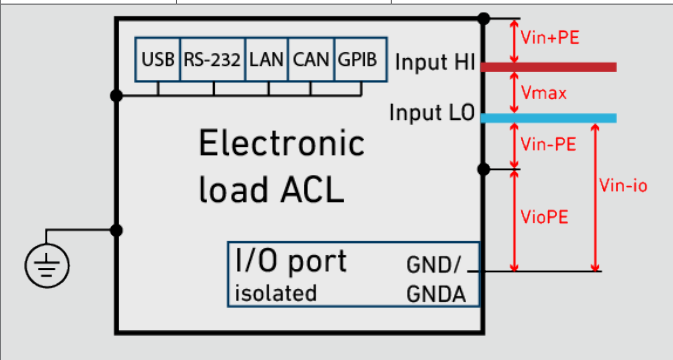 USB RS-232 LAN CAN GPIB
Input HI
Vin+PE
Vmax
Input LO
Electronic
load ACL
Vin-PE
Vin-io
VioPE
I/O port
isolated
GND/
GNDA